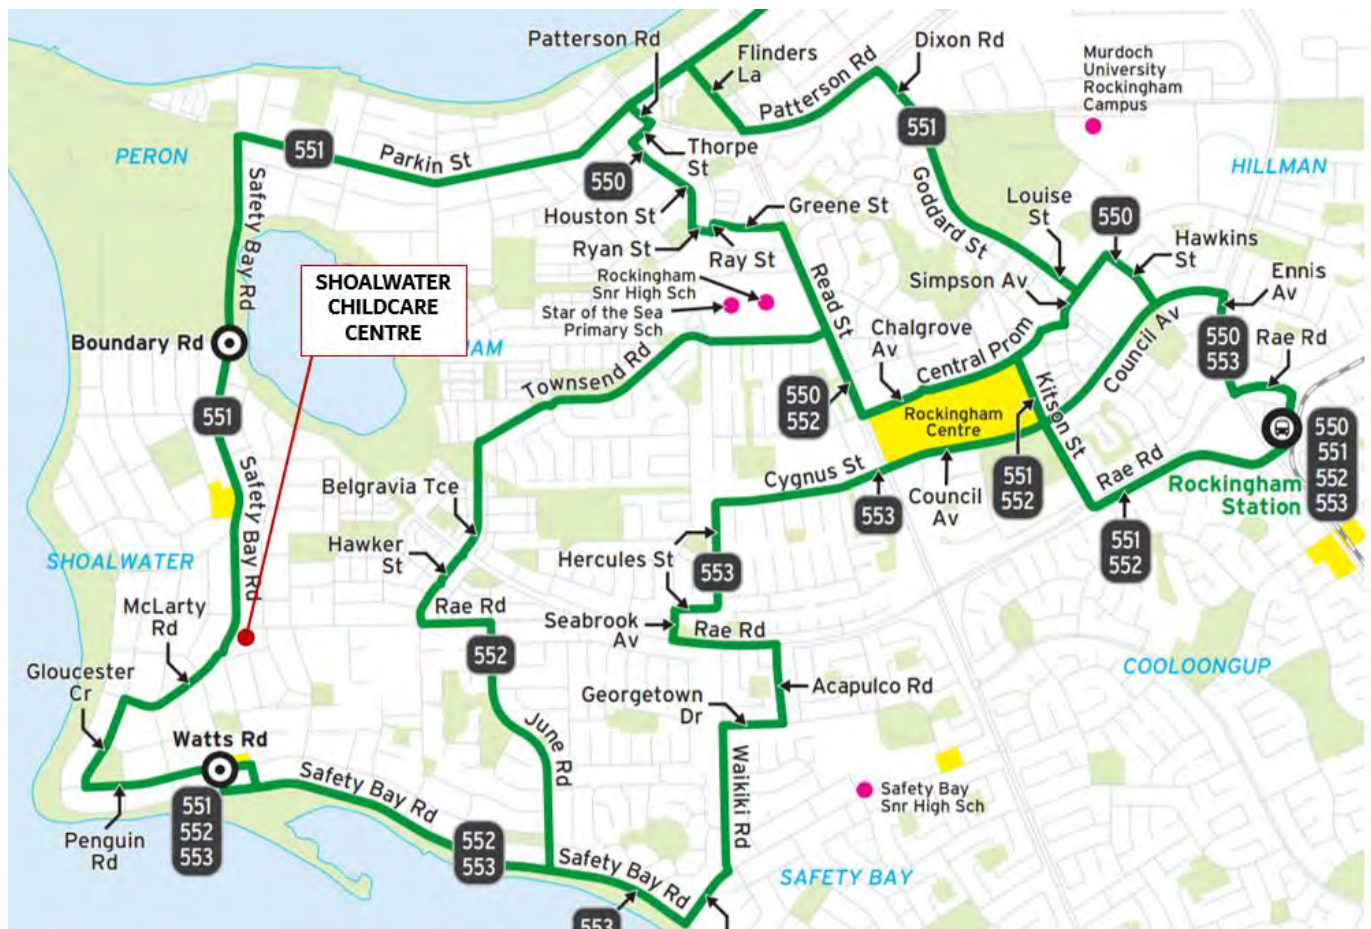 Patterson Rd
Flinders
La
Dixon Rd
Patterson Rd
Murdoch
University
Rockingham
Campus
551
551
PERON
Parkin St
Thorpe
St
550
HILLMAN
Safety Bay Rd
Houston St
Greene St
Goddard St
Louise
St
550
Hawkins
St
Ryan St
Ray St
Rockingham
Snr High Sch
Star of the Sea
Primary Sch
Read St
Simpson Av
Ennis
Av
SHOALWATER
CHILDCARE
CENTRE
Boundary Rd
AM
Chalgrove
Av
Central Prom
Council Av
550
553
Rae Rd
Townsend Rd
550
552
Rockingham
Centre
Kitson St
551
Safety Bay Rd
Cygnus St
551
552
Rae Rd
550
551
552
553
Rockingham
Station
Belgravia Tce
553
Council
Av
Hawker
St
551
552
SHOALWATER
Hercules St
553
McLarty
Rd
Rae Rd
Seabrook
Av
Rae Rd
552
COOLOONGUP
Gloucester
Cr
Georgetown
Dr
Acapulco Rd
Watts Rd
June Rd
Waikiki Rd
Safety Bay Rd
Safety Bay
Snr High Sch
551
552
553
Penguin
Rd
552
553
Safety Bay Rd
SAFETY BAY
553